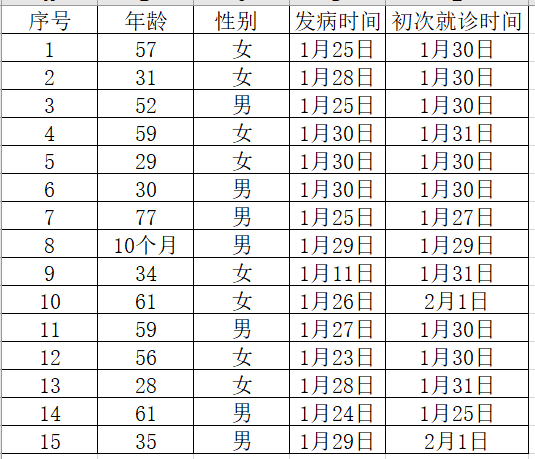 序号 年龄 性别 发病时间 初次就诊时间
1 57 女 1月25日 1月30日
2 31 女 1月28日 1月30日
3 52 男 1月25日 1月30日
4 59 女 1月30日 1月31日
5 29 女 1月30日 1月30日
6 30 男 1月30日 1月30日
7 77 男 1月25日 1月27日
8 10个月 男 1月29日 1月29日
9 34 女 1月11日 1月31日
10 61 女 1月26日 2月1日
11 59 男 1月27日 1月30日
12 56 女 1月23日 1月30日
13 28 女 1月28日 1月31日
14 61 男 1月24日 1月25日
15 35 男 1月29日 2月1日